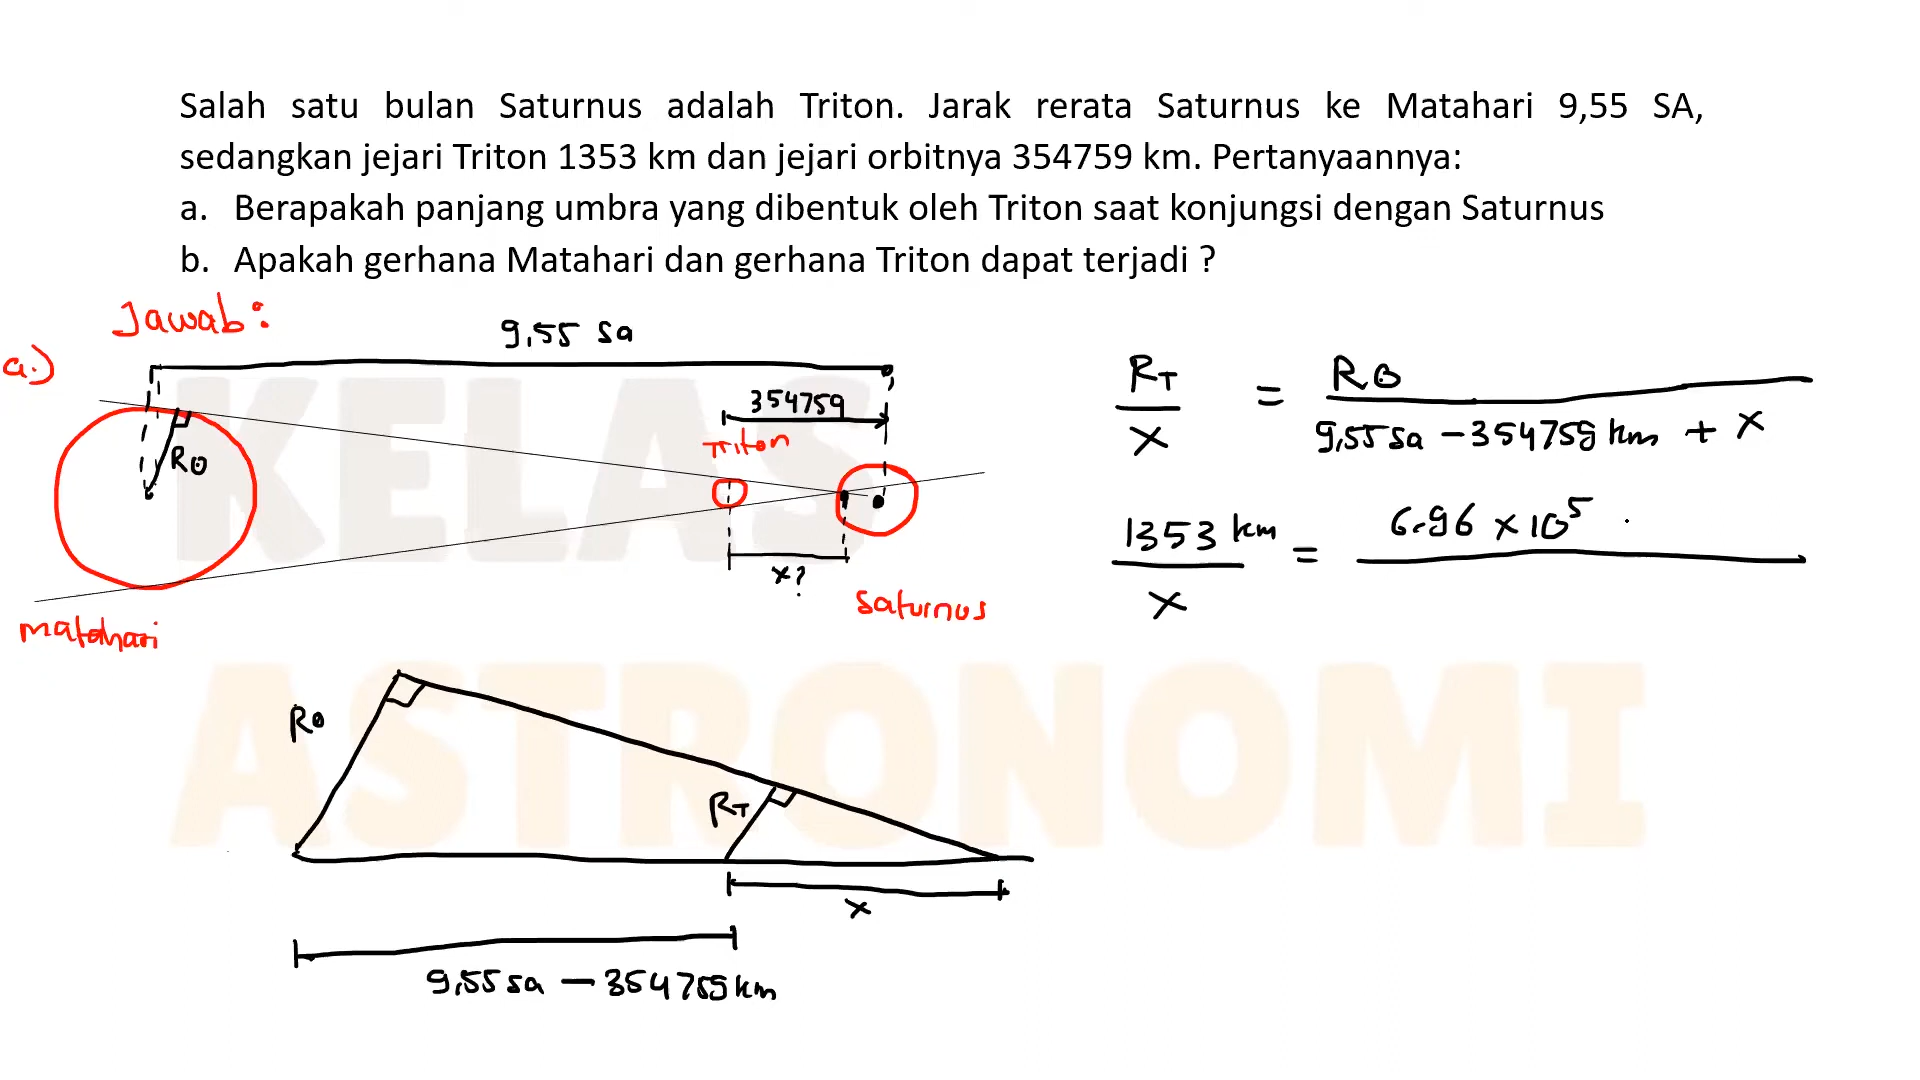 Salah satu bulan Saturnus adalah Triton. Jarak rerata Saturnus ke Matahari 9,55 SA,
sedangkan jejari Triton 1353 km dan jejari orbitnya 354759 km. Pertanyaannya:
a. Berapakah panjang umbra yang dibentuk oleh Triton saat konjungsi dengan Saturnus
b. Apakah gerhana Matahari dan gerhana Triton dapat terjadi ?
Jawab:
a.)
9,55 sa
354759
Triton
R⊙
x?
matahari
saturnus
R_T / x = R⊙ / 9,55 sa - 354759 km + x
1353 km / x = 6.96 x 10^5
KELAS
ASTRONOMI
R⊙
R_T
x
9,55 sa - 354759 km